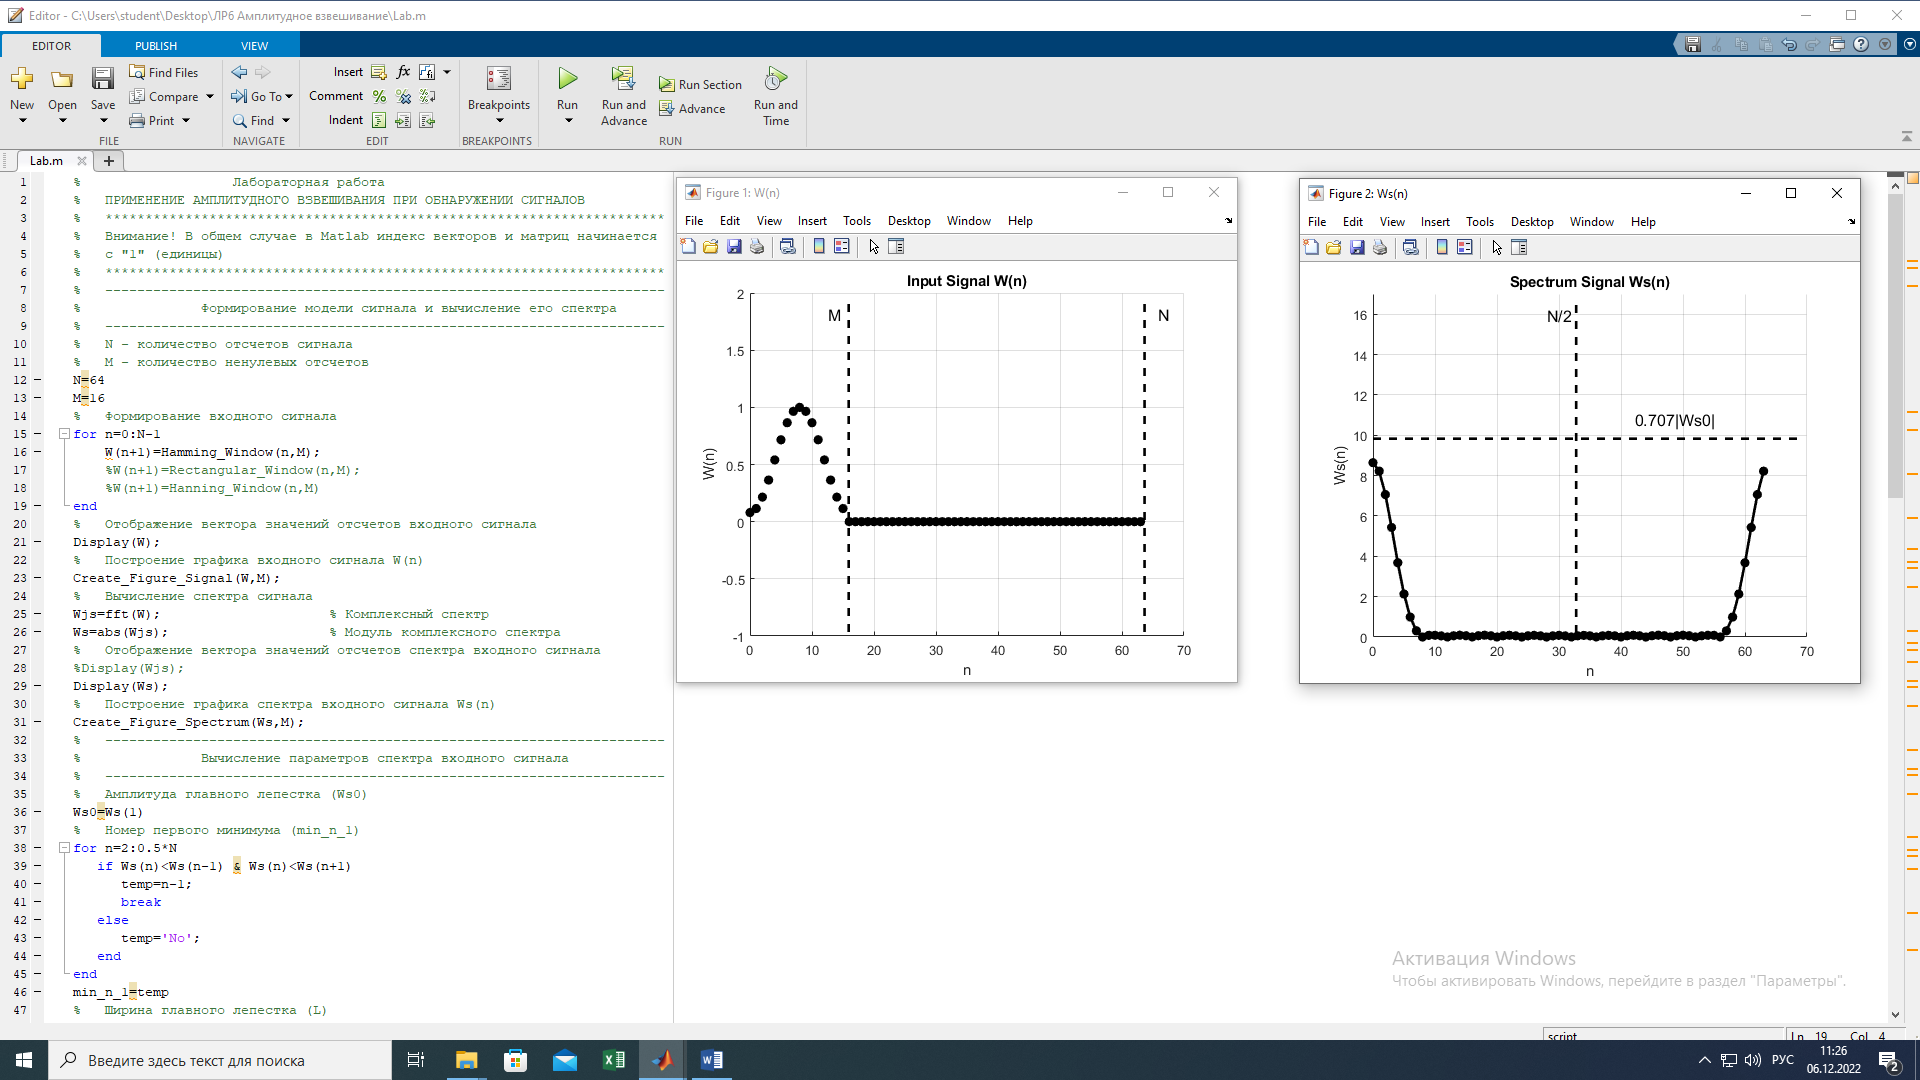 Editor - C:\Users\student\Desktop\ЛР6 Амплитудное взвешивание\Lab.m
EDITOR PUBLISH VIEW
New Open Save Find Files Compare Print
FILE
Go To Find
NAVIGATE
Insert fx
Comment
Indent
EDIT
Breakpoints
BREAKPOINTS
Run Run and Advance Run Section Advance Run and Time
RUN
Lab.m
1 % Лабораторная работа
2 % ПРИМЕНЕНИЕ АМПЛИТУДНОГО ВЗВЕШИВАНИЯ ПРИ ОБНАРУЖЕНИИ СИГНАЛОВ
3 % **********************************************************************
4 % Внимание! В общем случае в Matlab индекс векторов и матриц начинается
5 % с "1" (единицы)
6 % **********************************************************************
7 % ----------------------------------------------------------------------
8 % Формирование модели сигнала и вычисление его спектра
9 % ----------------------------------------------------------------------
10 % N - количество отсчетов сигнала
11 % M - количество ненулевых отсчетов
12 N=64
13 M=16
14 % Формирование входного сигнала
15 for n=0:N-1
16 W(n+1)=Hamming_Window(n,M);
17 %W(n+1)=Rectangular_Window(n,M);
18 %W(n+1)=Hanning_Window(n,M)
19 end
20 % Отображение вектора значений отсчетов входного сигнала
21 Display(W);
22 % Построение графика входного сигнала W(n)
23 Create_Figure_Signal(W,M);
24 % Вычисление спектра сигнала
25 Wjs=fft(W); % Комплексный спектр
26 Ws=abs(Wjs); % Модуль комплексного спектра
27 % Отображение вектора значений отсчетов спектра входного сигнала
28 %Display(Wjs);
29 Display(Ws);
30 % Построение графика спектра входного сигнала Ws(n)
31 Create_Figure_Spectrum(Ws,M);
32 % ----------------------------------------------------------------------
33 % Вычисление параметров спектра входного сигнала
34 % ----------------------------------------------------------------------
35 % Амплитуда главного лепестка (Ws0)
36 Ws0=Ws(1)
37 % Номер первого минимума (min_n_1)
38 for n=2:0.5*N
39 if Ws(n)<Ws(n-1) & Ws(n)<Ws(n+1)
40 temp=n-1;
41 break
42 else
43 temp='No';
44 end
45 end
46 min_n_1=temp
47 % Ширина главного лепестка (L)
Figure 1: W(n)
File Edit View Insert Tools Desktop Window Help
Input Signal W(n)
M N
2
1.5
1
0.5
0
-0.5
-1
W(n)
0 10 20 30 40 50 60 70
n
Figure 2: Ws(n)
File Edit View Insert Tools Desktop Window Help
Spectrum Signal Ws(n)
N/2
0.707|Ws0|
16
14
12
10
8
6
4
2
0
Ws(n)
0 10 20 30 40 50 60 70
n
Активация Windows
Чтобы активировать Windows, перейдите в раздел "Параметры".
script Ln 19 Col 4
Введите здесь текст для поиска
РУС
11:26
06.12.2022
2